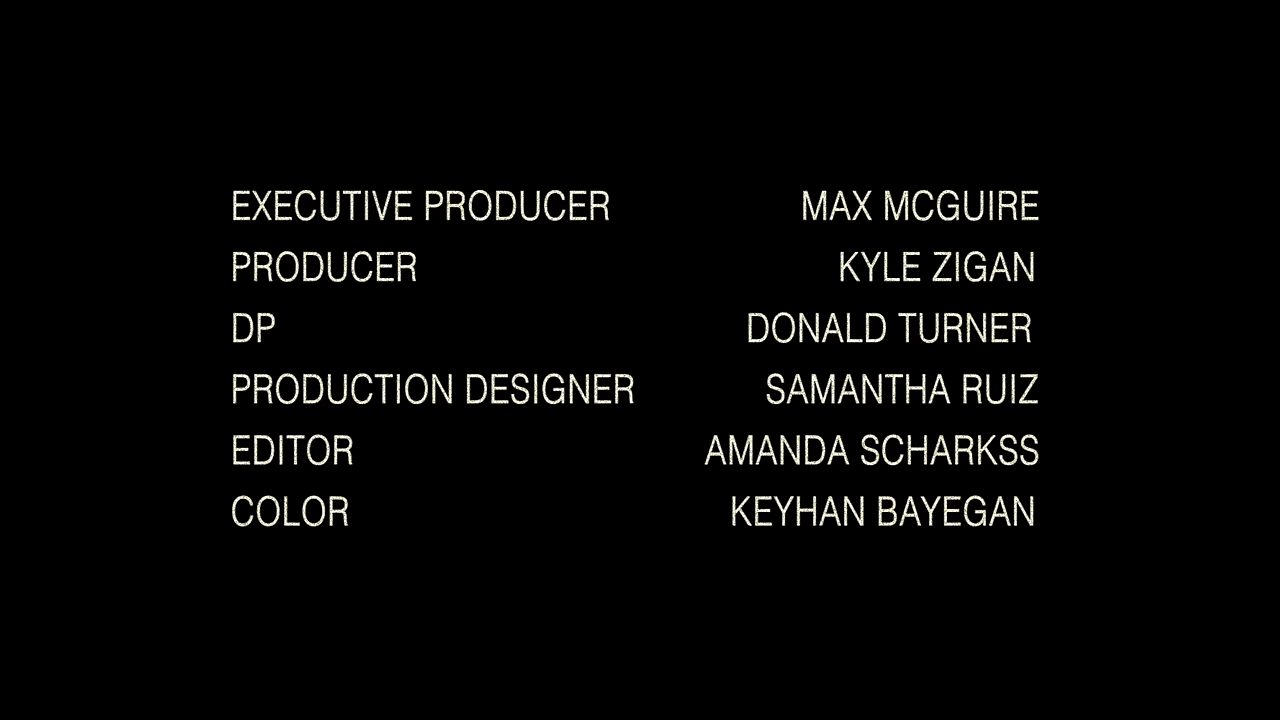 EXECUTIVE PRODUCER MAX MCGUIRE
PRODUCER KYLE ZIGAN
DP DONALD TURNER
PRODUCTION DESIGNER SAMANTHA RUIZ
EDITOR AMANDA SCHARKSS
COLOR KEYHAN BAYEGAN